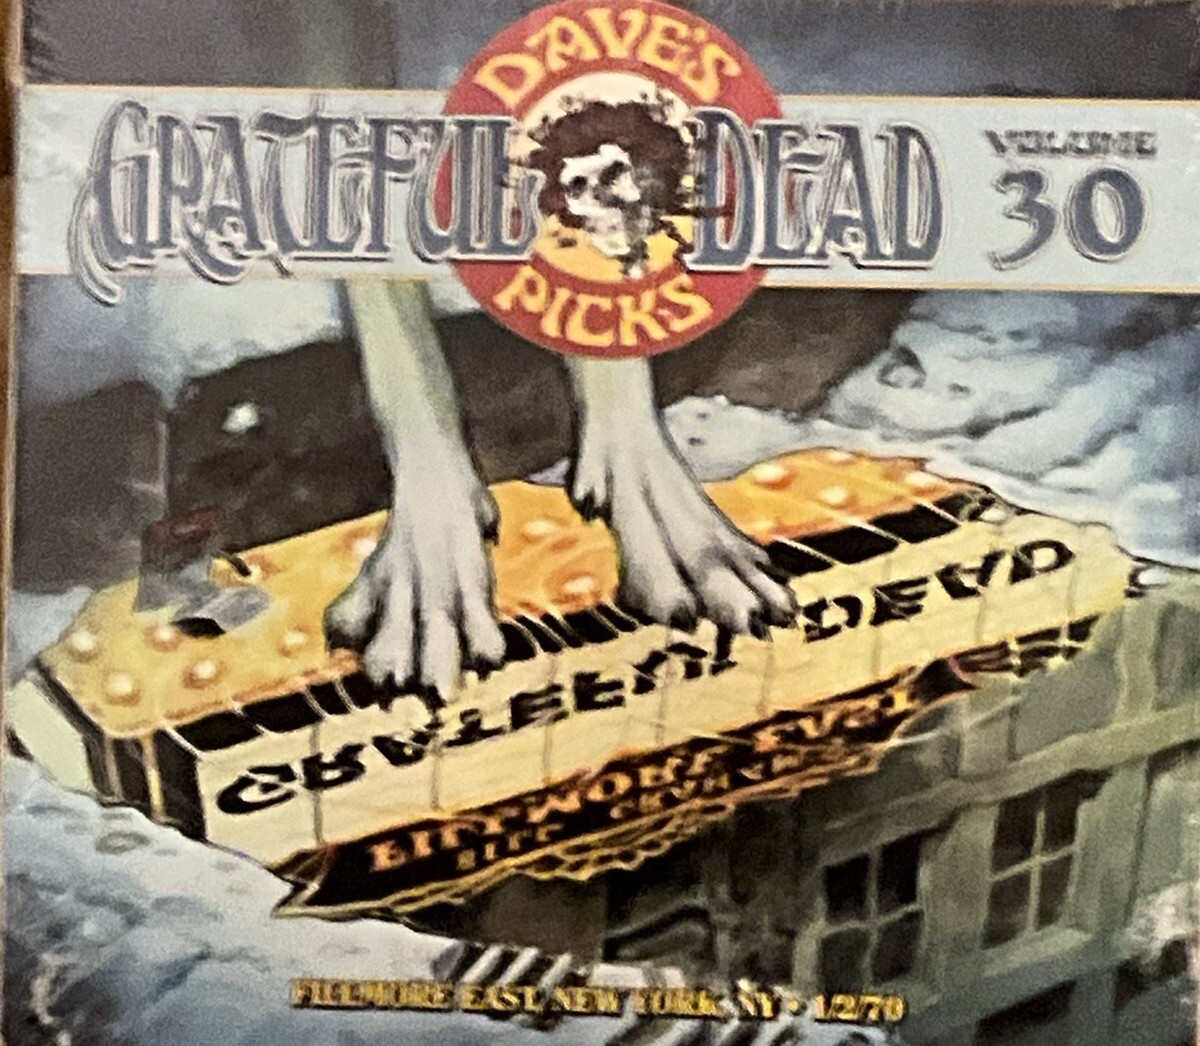 DAVE'S
GRATEFUL DEAD
VOLUME
30
PICKS
GRATEFUL DEAD
FILLMORE EAST
FILLMORE EAST, NEW YORK, NY • 1/2/70